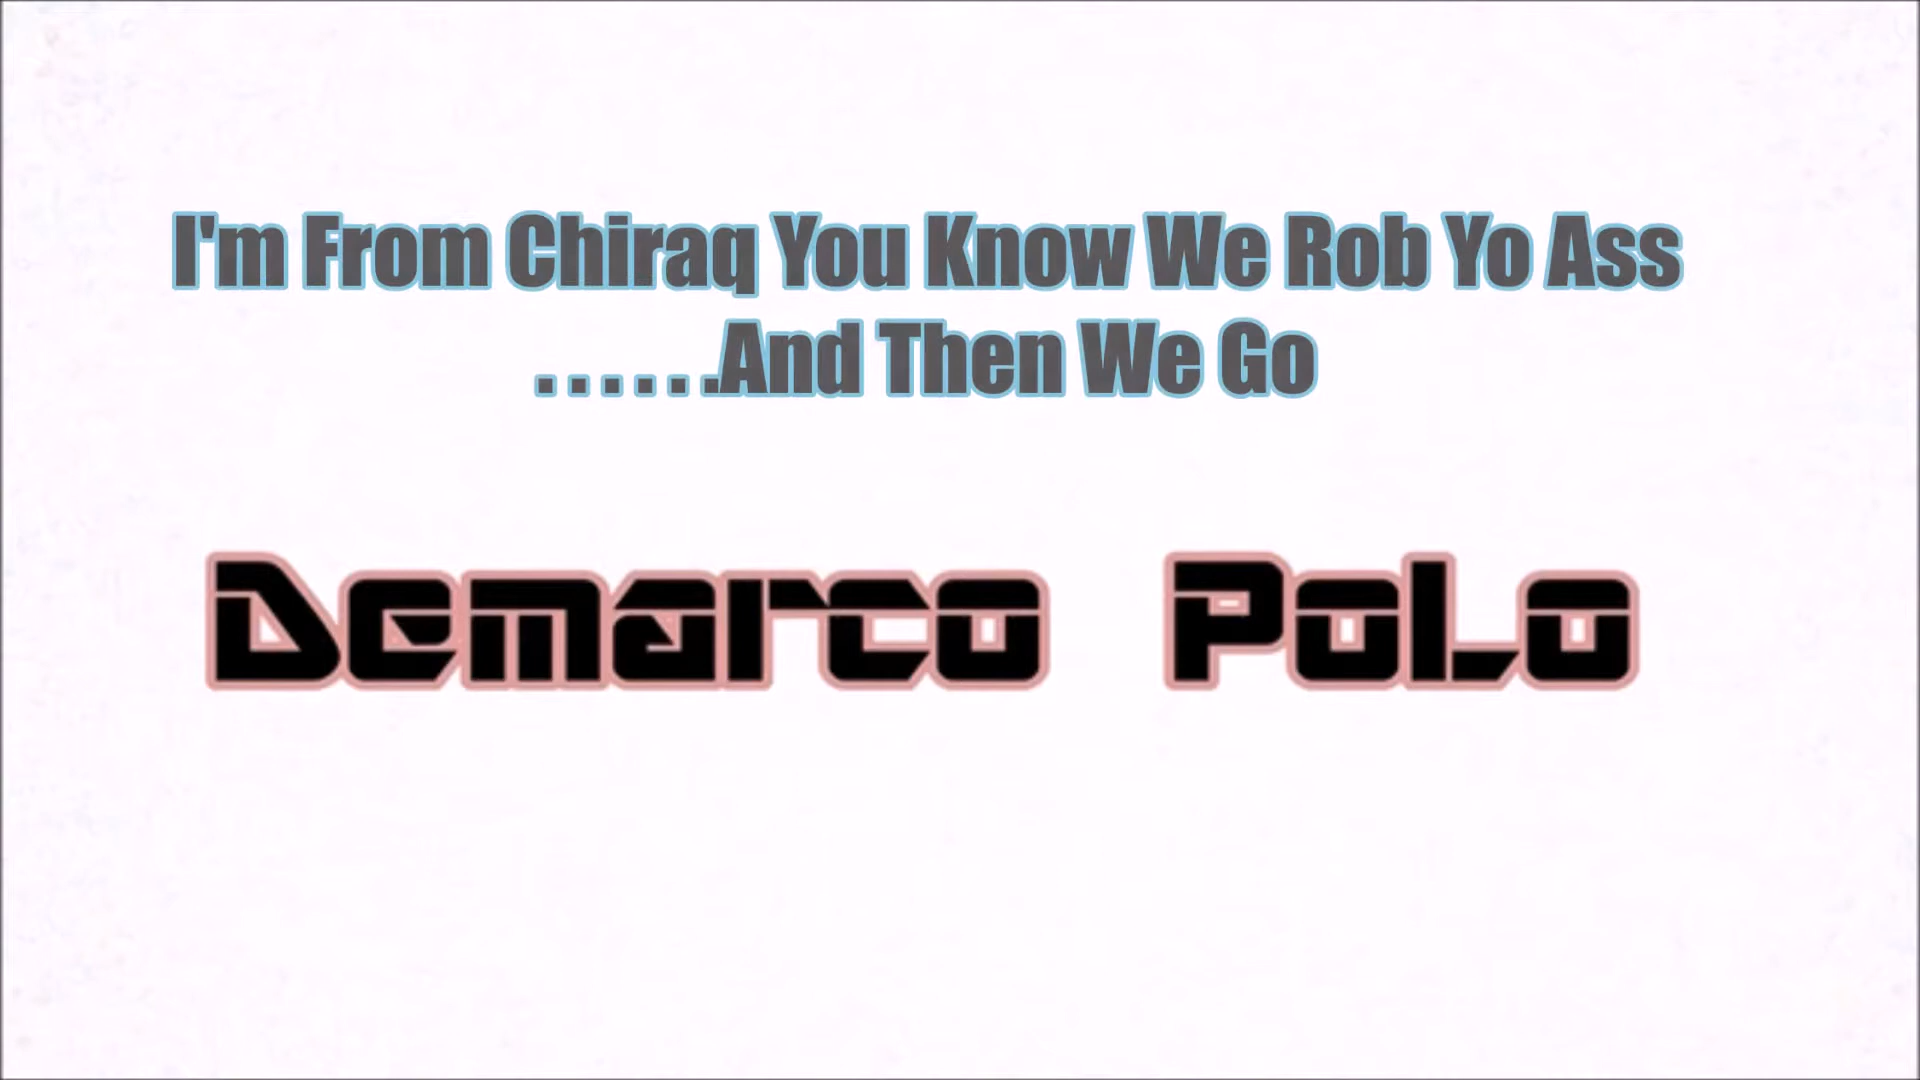 I'm From Chiraq You Know We Rob Yo Ass
. . . . . .And Then We Go
Demarco PoLo